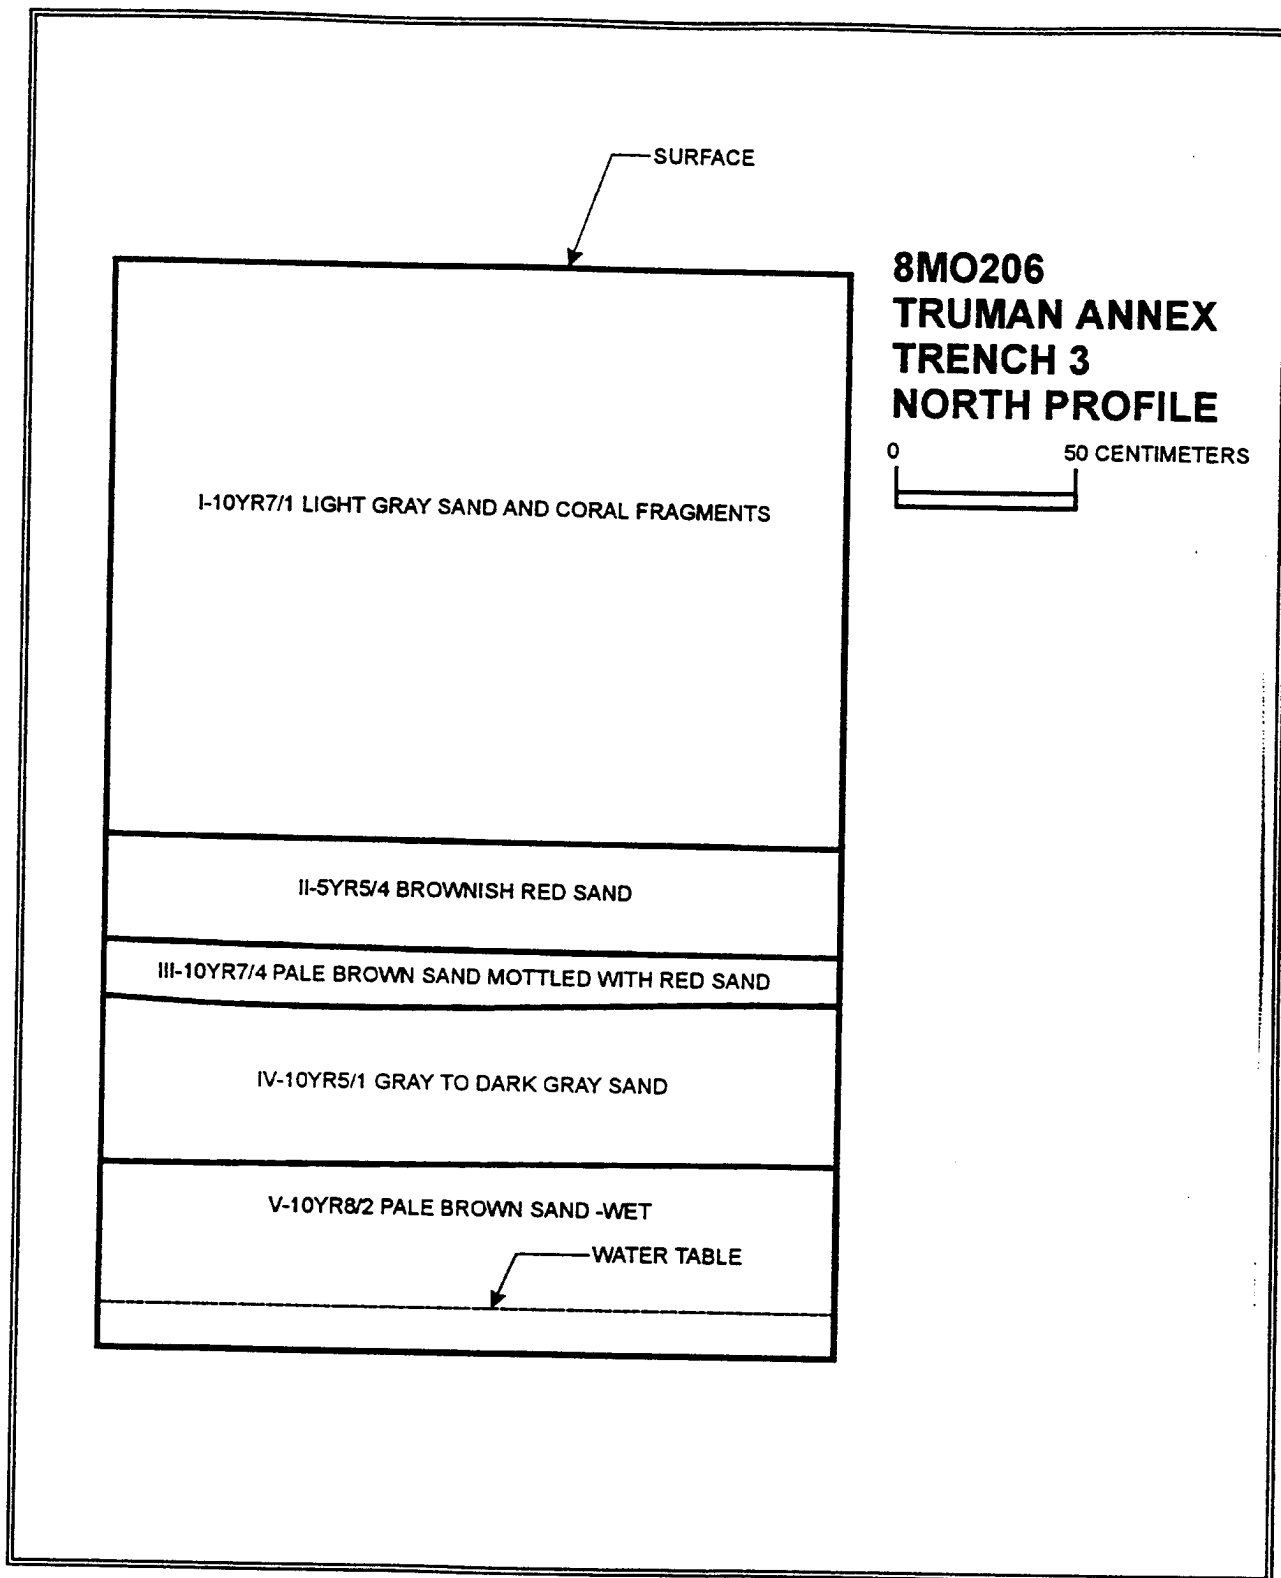 SURFACE
8MO206
TRUMAN ANNEX
TRENCH 3
NORTH PROFILE
0 50 CENTIMETERS
I-10YR7/1 LIGHT GRAY SAND AND CORAL FRAGMENTS
II-5YR5/4 BROWNISH RED SAND
III-10YR7/4 PALE BROWN SAND MOTTLED WITH RED SAND
IV-10YR5/1 GRAY TO DARK GRAY SAND
V-10YR8/2 PALE BROWN SAND -WET
WATER TABLE